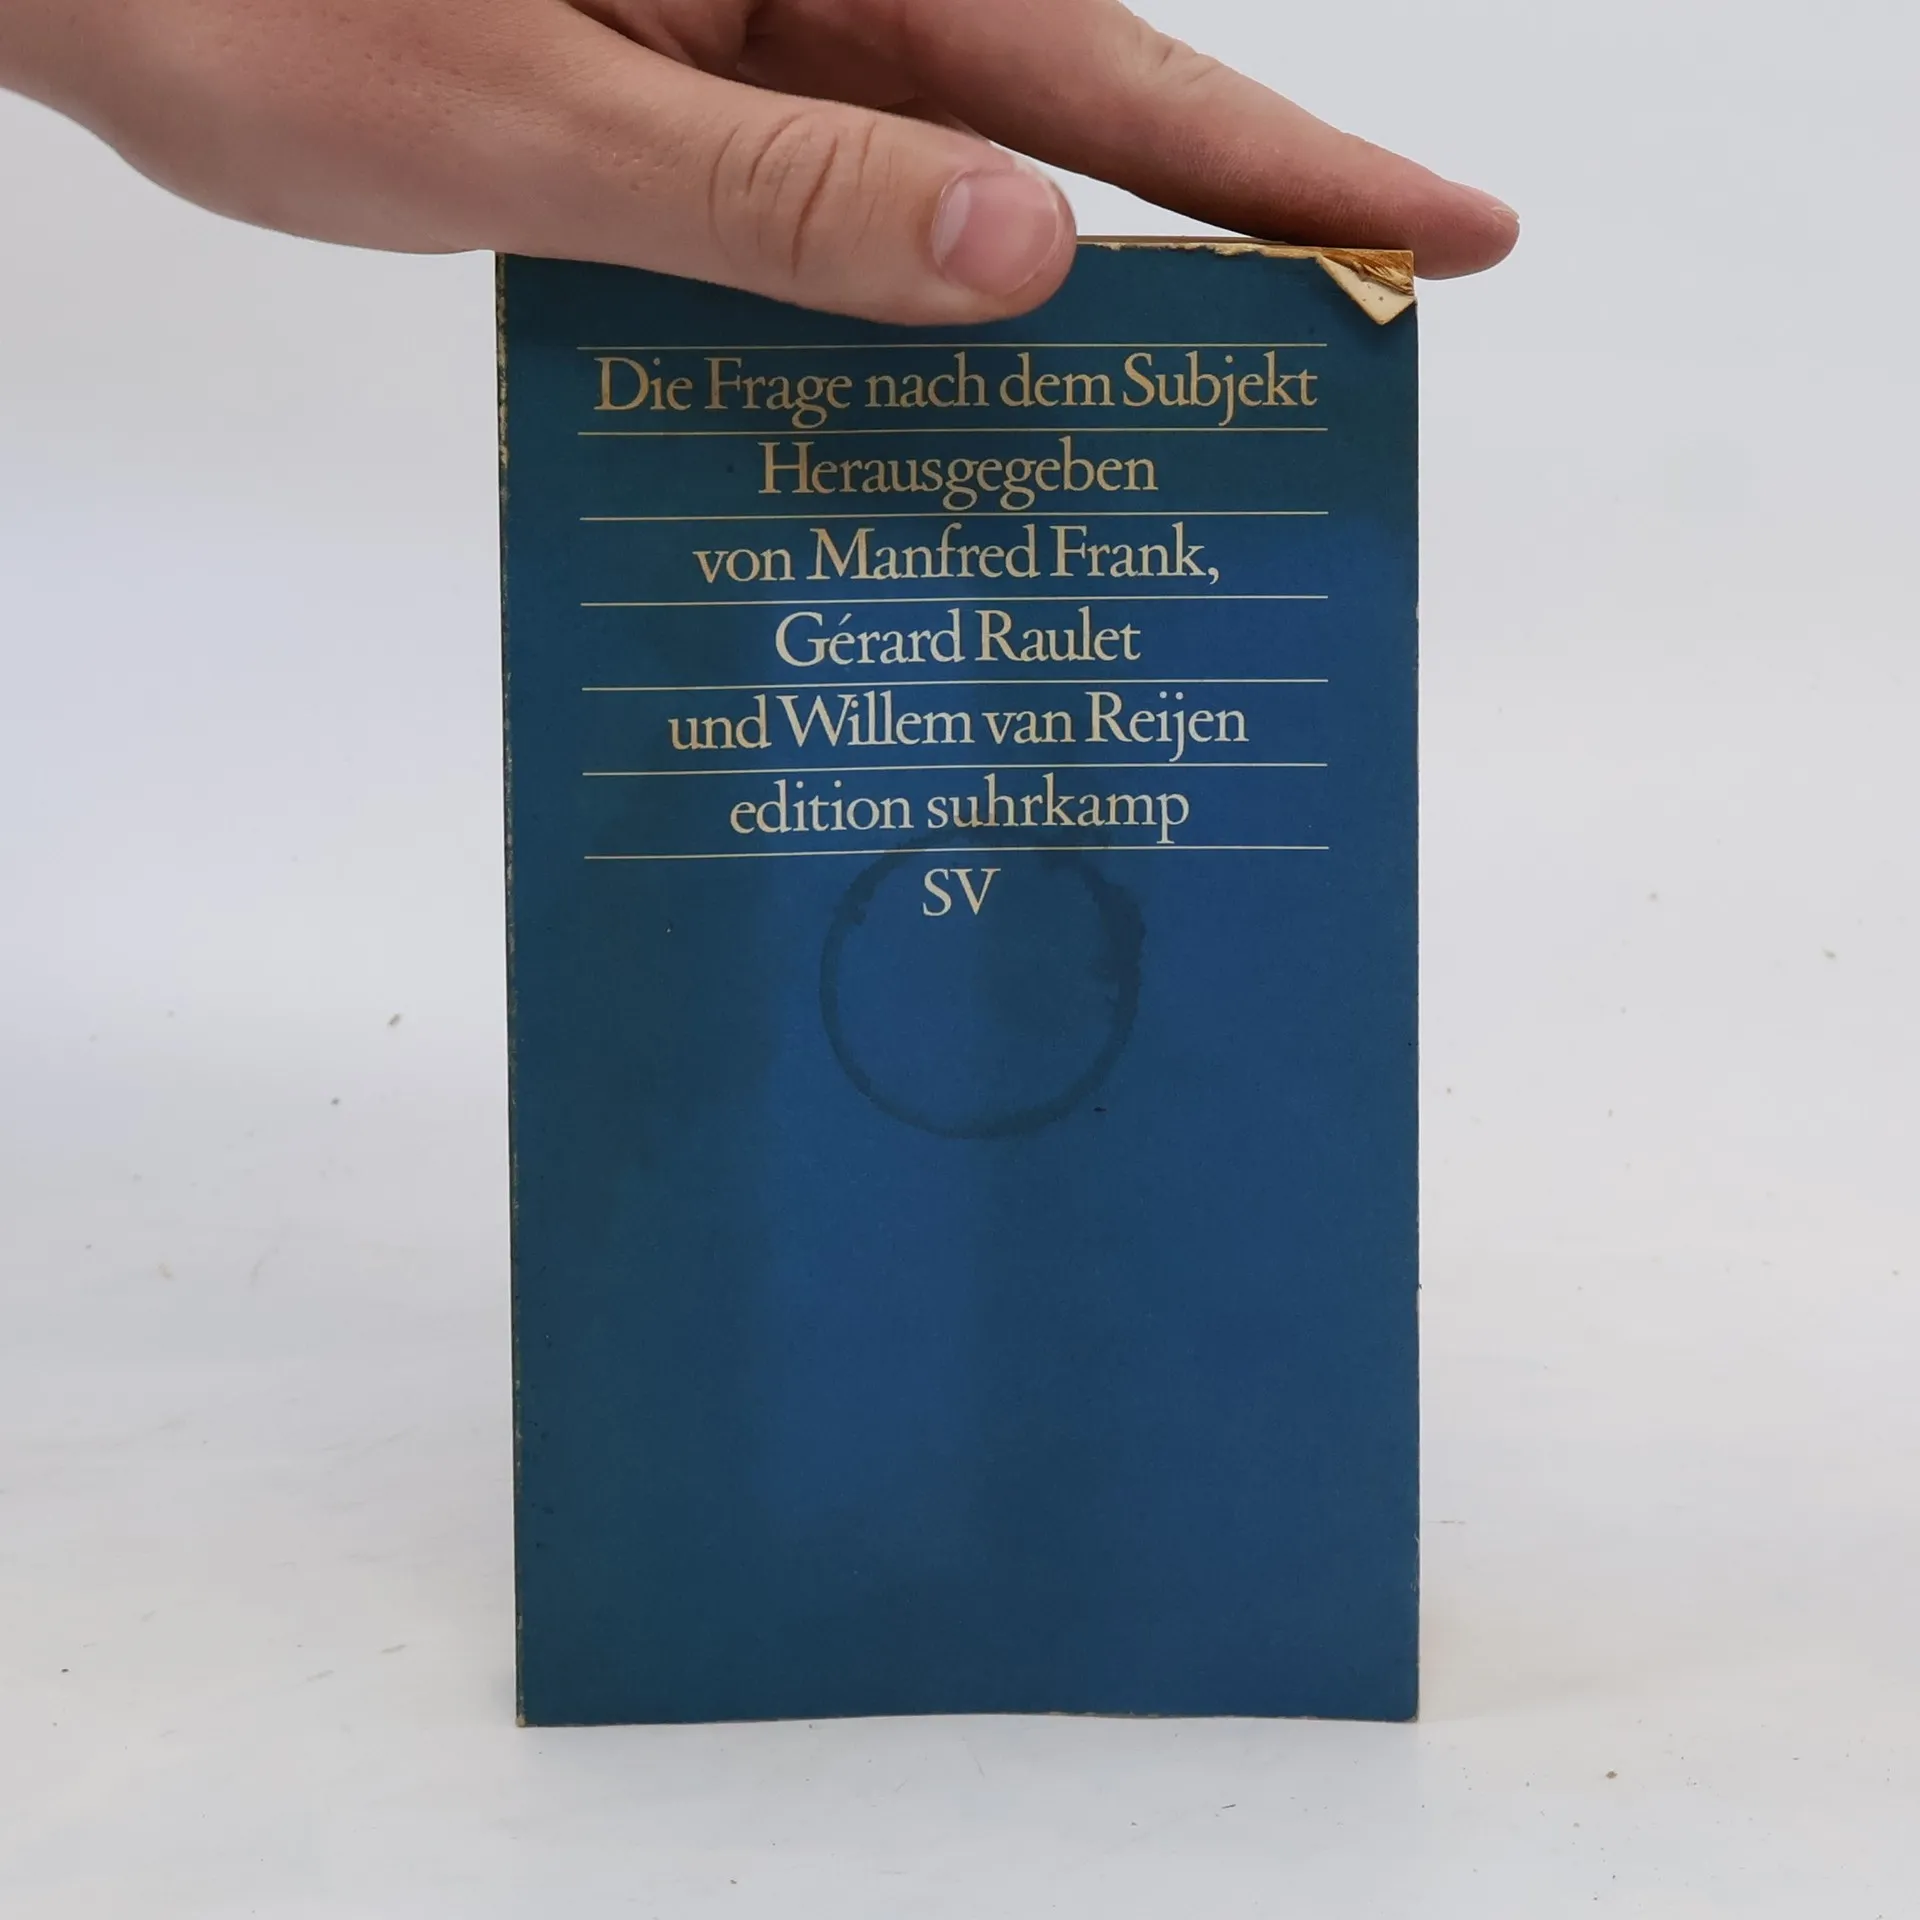 Die Frage nach dem Subjekt
Herausgegeben
von Manfred Frank,
Gérard Raulet
und Willem van Reijen
edition suhrkamp
SV